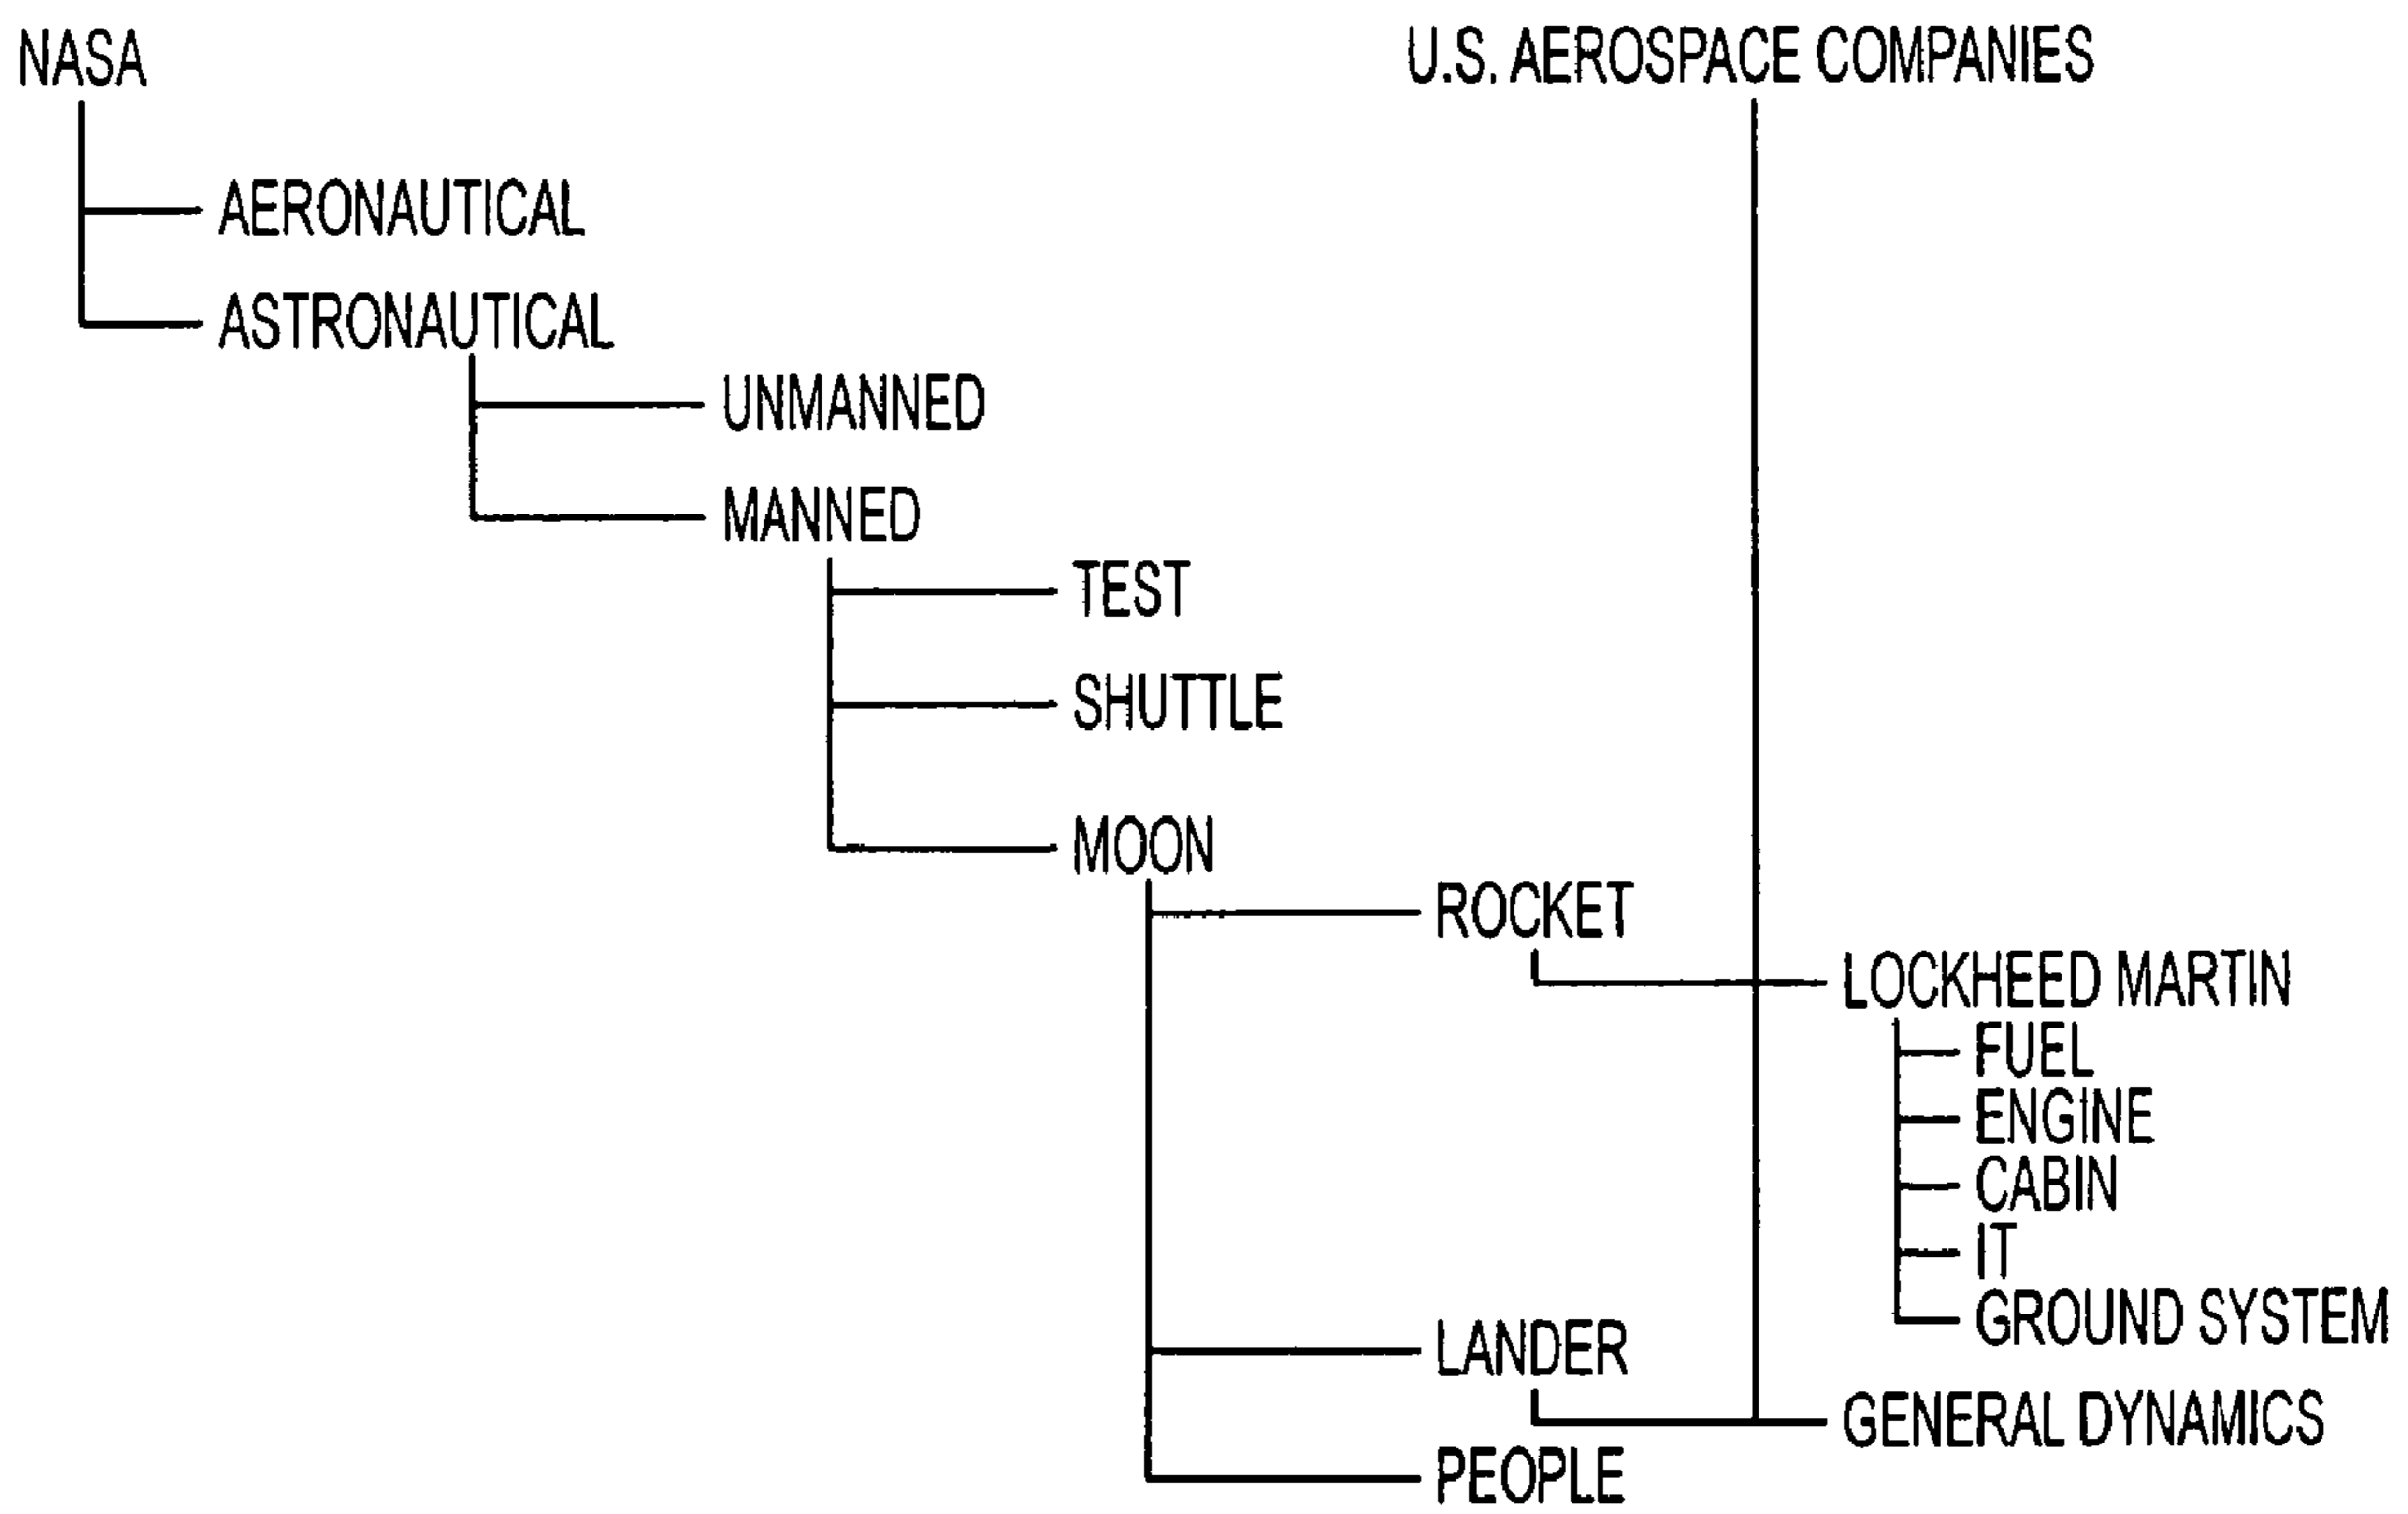 NASA
U.S. AEROSPACE COMPANIES
AERONAUTICAL
ASTRONAUTICAL
UNMANNED
MANNED
TEST
SHUTTLE
MOON
ROCKET
LOCKHEED MARTIN
FUEL
ENGINE
CABIN
IT
GROUND SYSTEM
LANDER
GENERAL DYNAMICS
PEOPLE